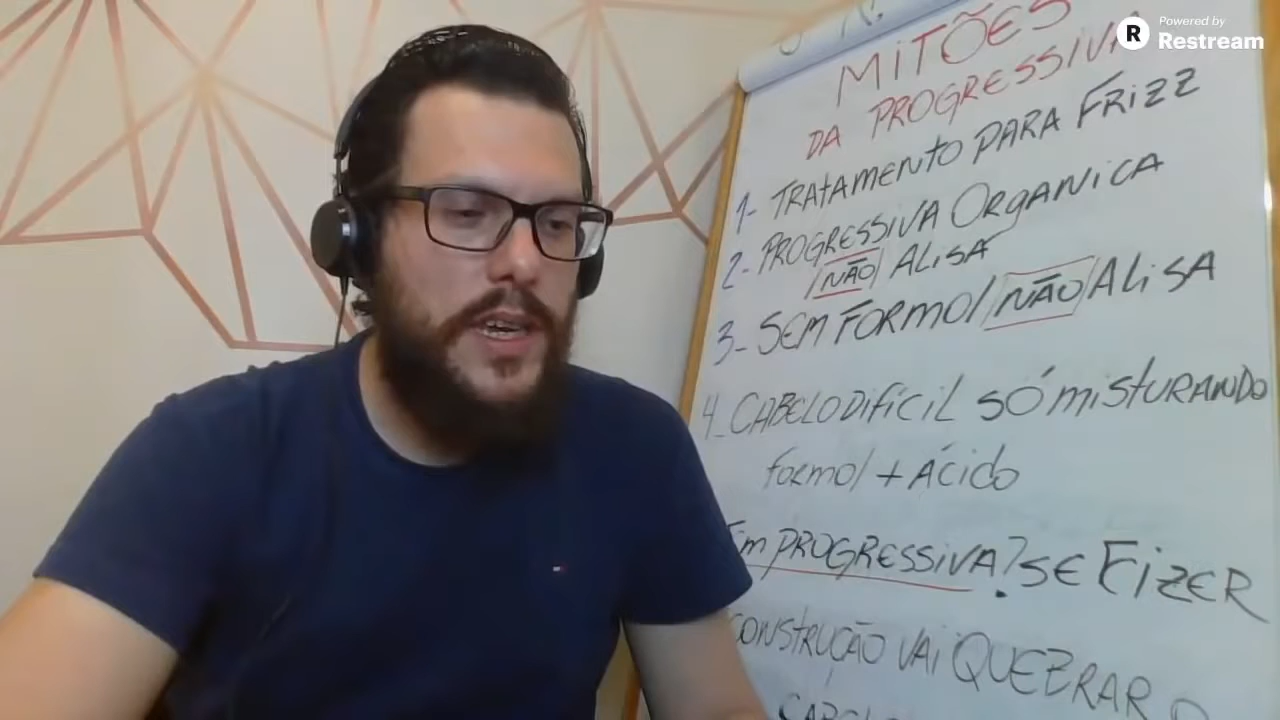 Powered by
Restream
MITÕES
DA PROGRESSIVA
1- TRATAMENTO PARA FRIZZ
2- PROGRESSIVA ORGANICA
NÃO ALISA
3- SEM FORMOL NÃO ALISA
4- CABELO DIFÍCIL SÓ MISTURANDO
FORMOL + ÁCIDO
PROGRESSIVA? SE FIZER
CONSTRUÇÃO VAI QUEBRAR O